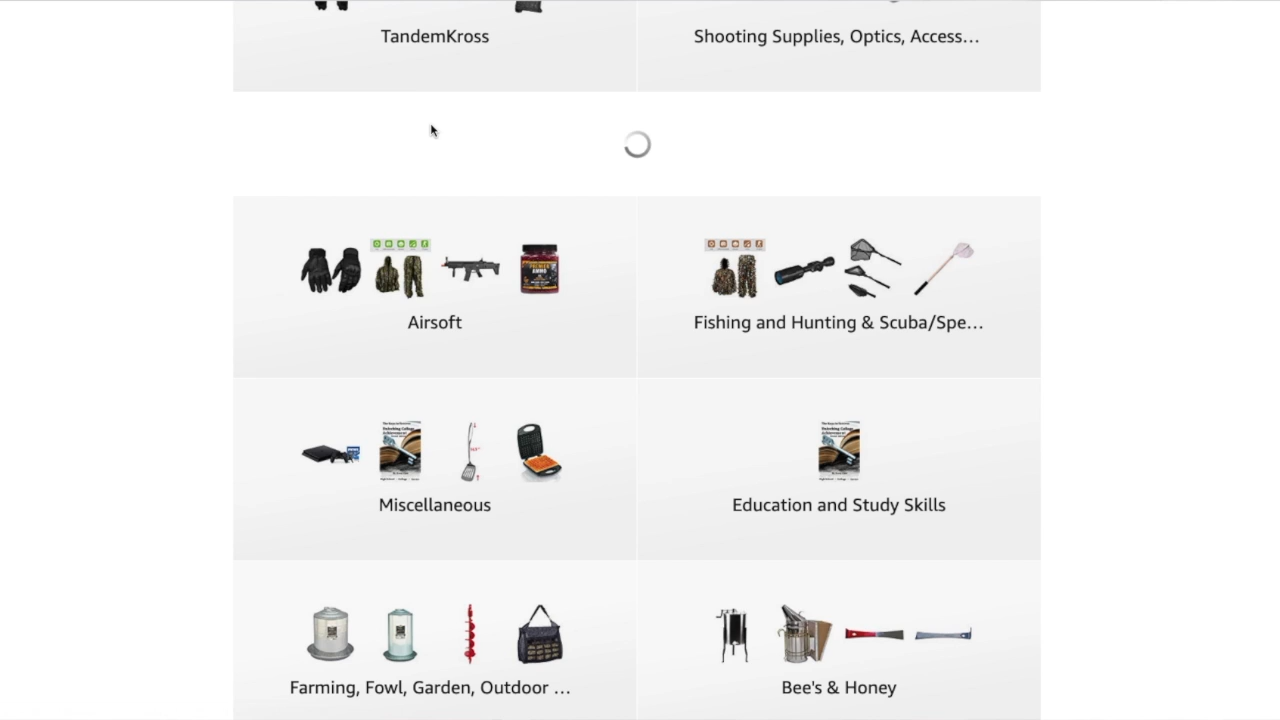 TandemKross
Shooting Supplies, Optics, Access…
Airsoft
Fishing and Hunting & Scuba/Spe…
Miscellaneous
Education and Study Skills
Farming, Fowl, Garden, Outdoor …
Bee's & Honey